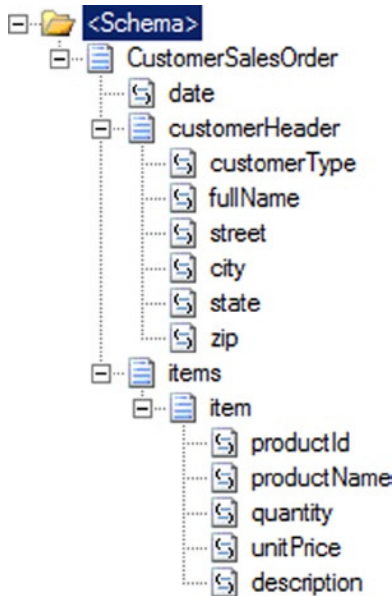 <Schema>
CustomerSalesOrder
date
customerHeader
customerType
fullName
street
city
state
zip
items
item
productId
productName
quantity
unitPrice
description